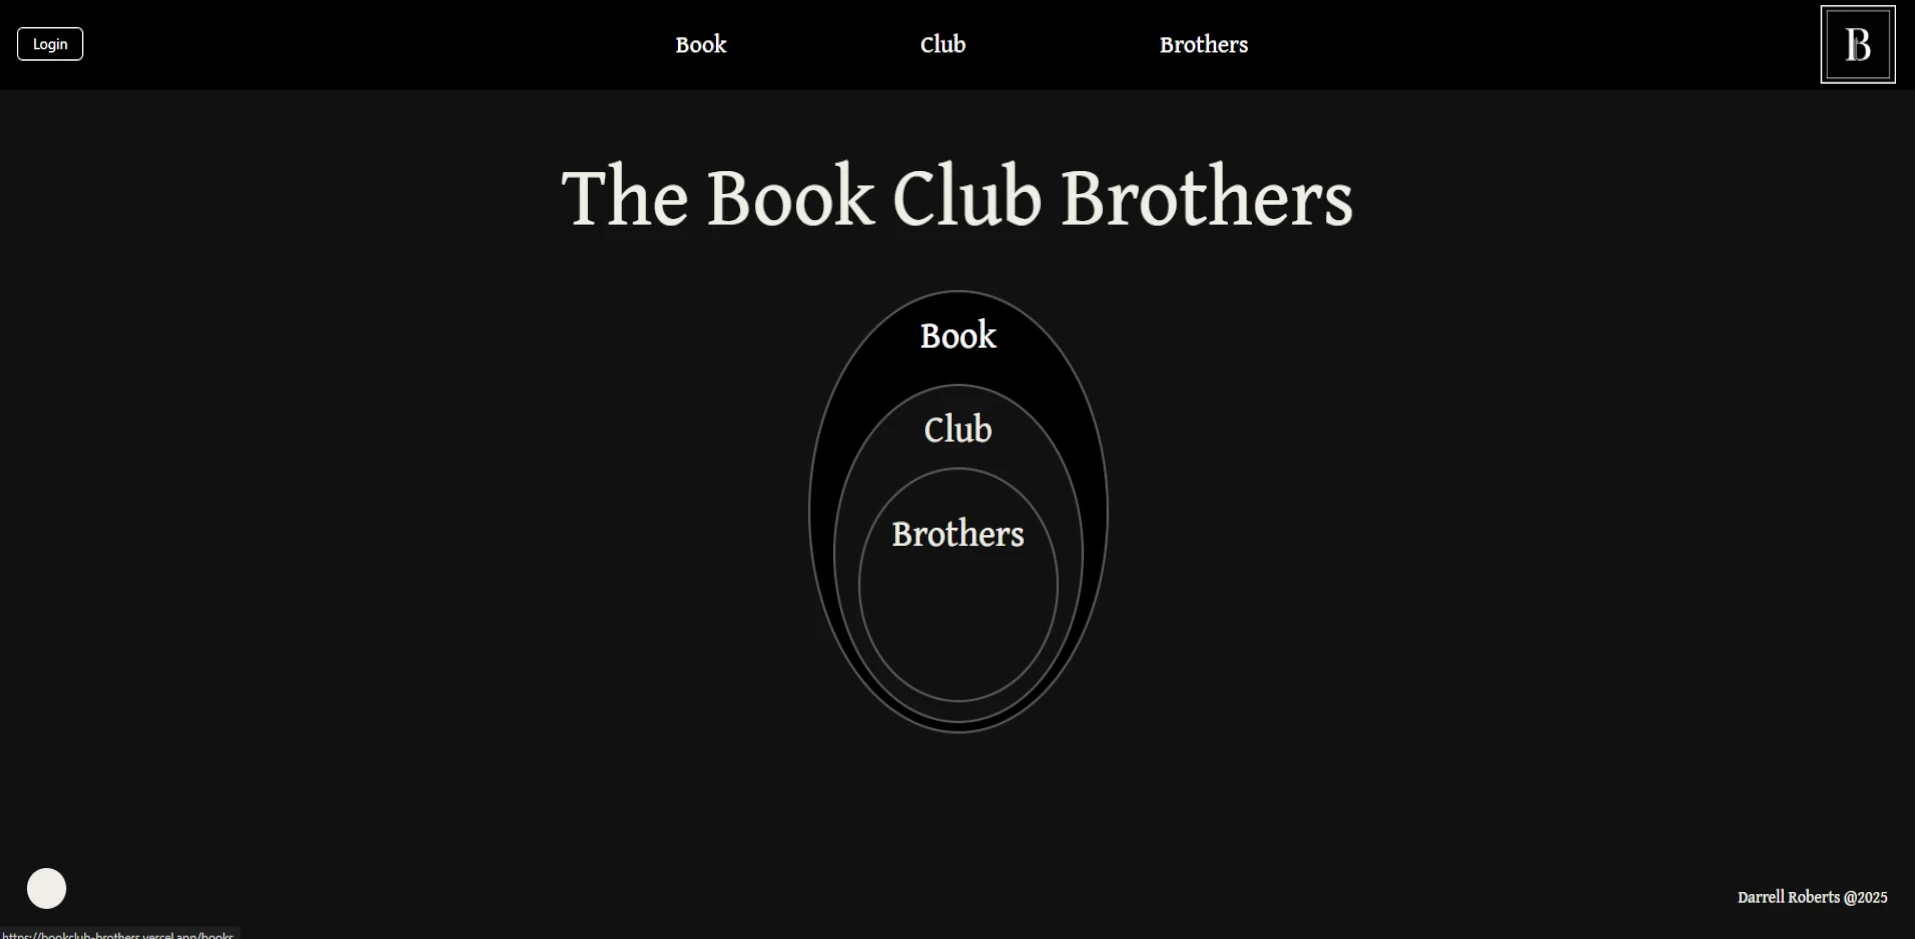 Login
Book
Club
Brothers
B
The Book Club Brothers
Book
Club
Brothers
Darrell Roberts @2025
https://bookclub-brothers.vercel.app/books